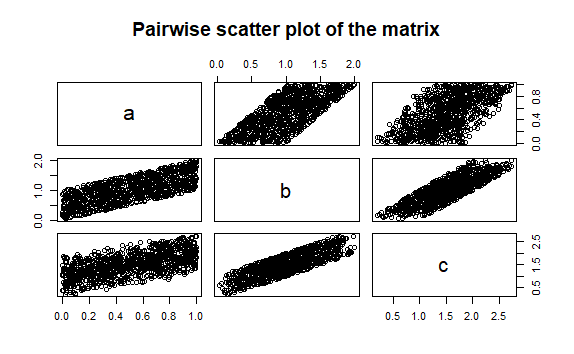 Pairwise scatter plot of the matrix
0.0 0.5 1.0 1.5 2.0
a
0.0 0.4 0.8
0.0 1.0 2.0
b
c
0.5 1.5 2.5
0.0 0.2 0.4 0.6 0.8 1.0
0.5 1.0 1.5 2.0 2.5